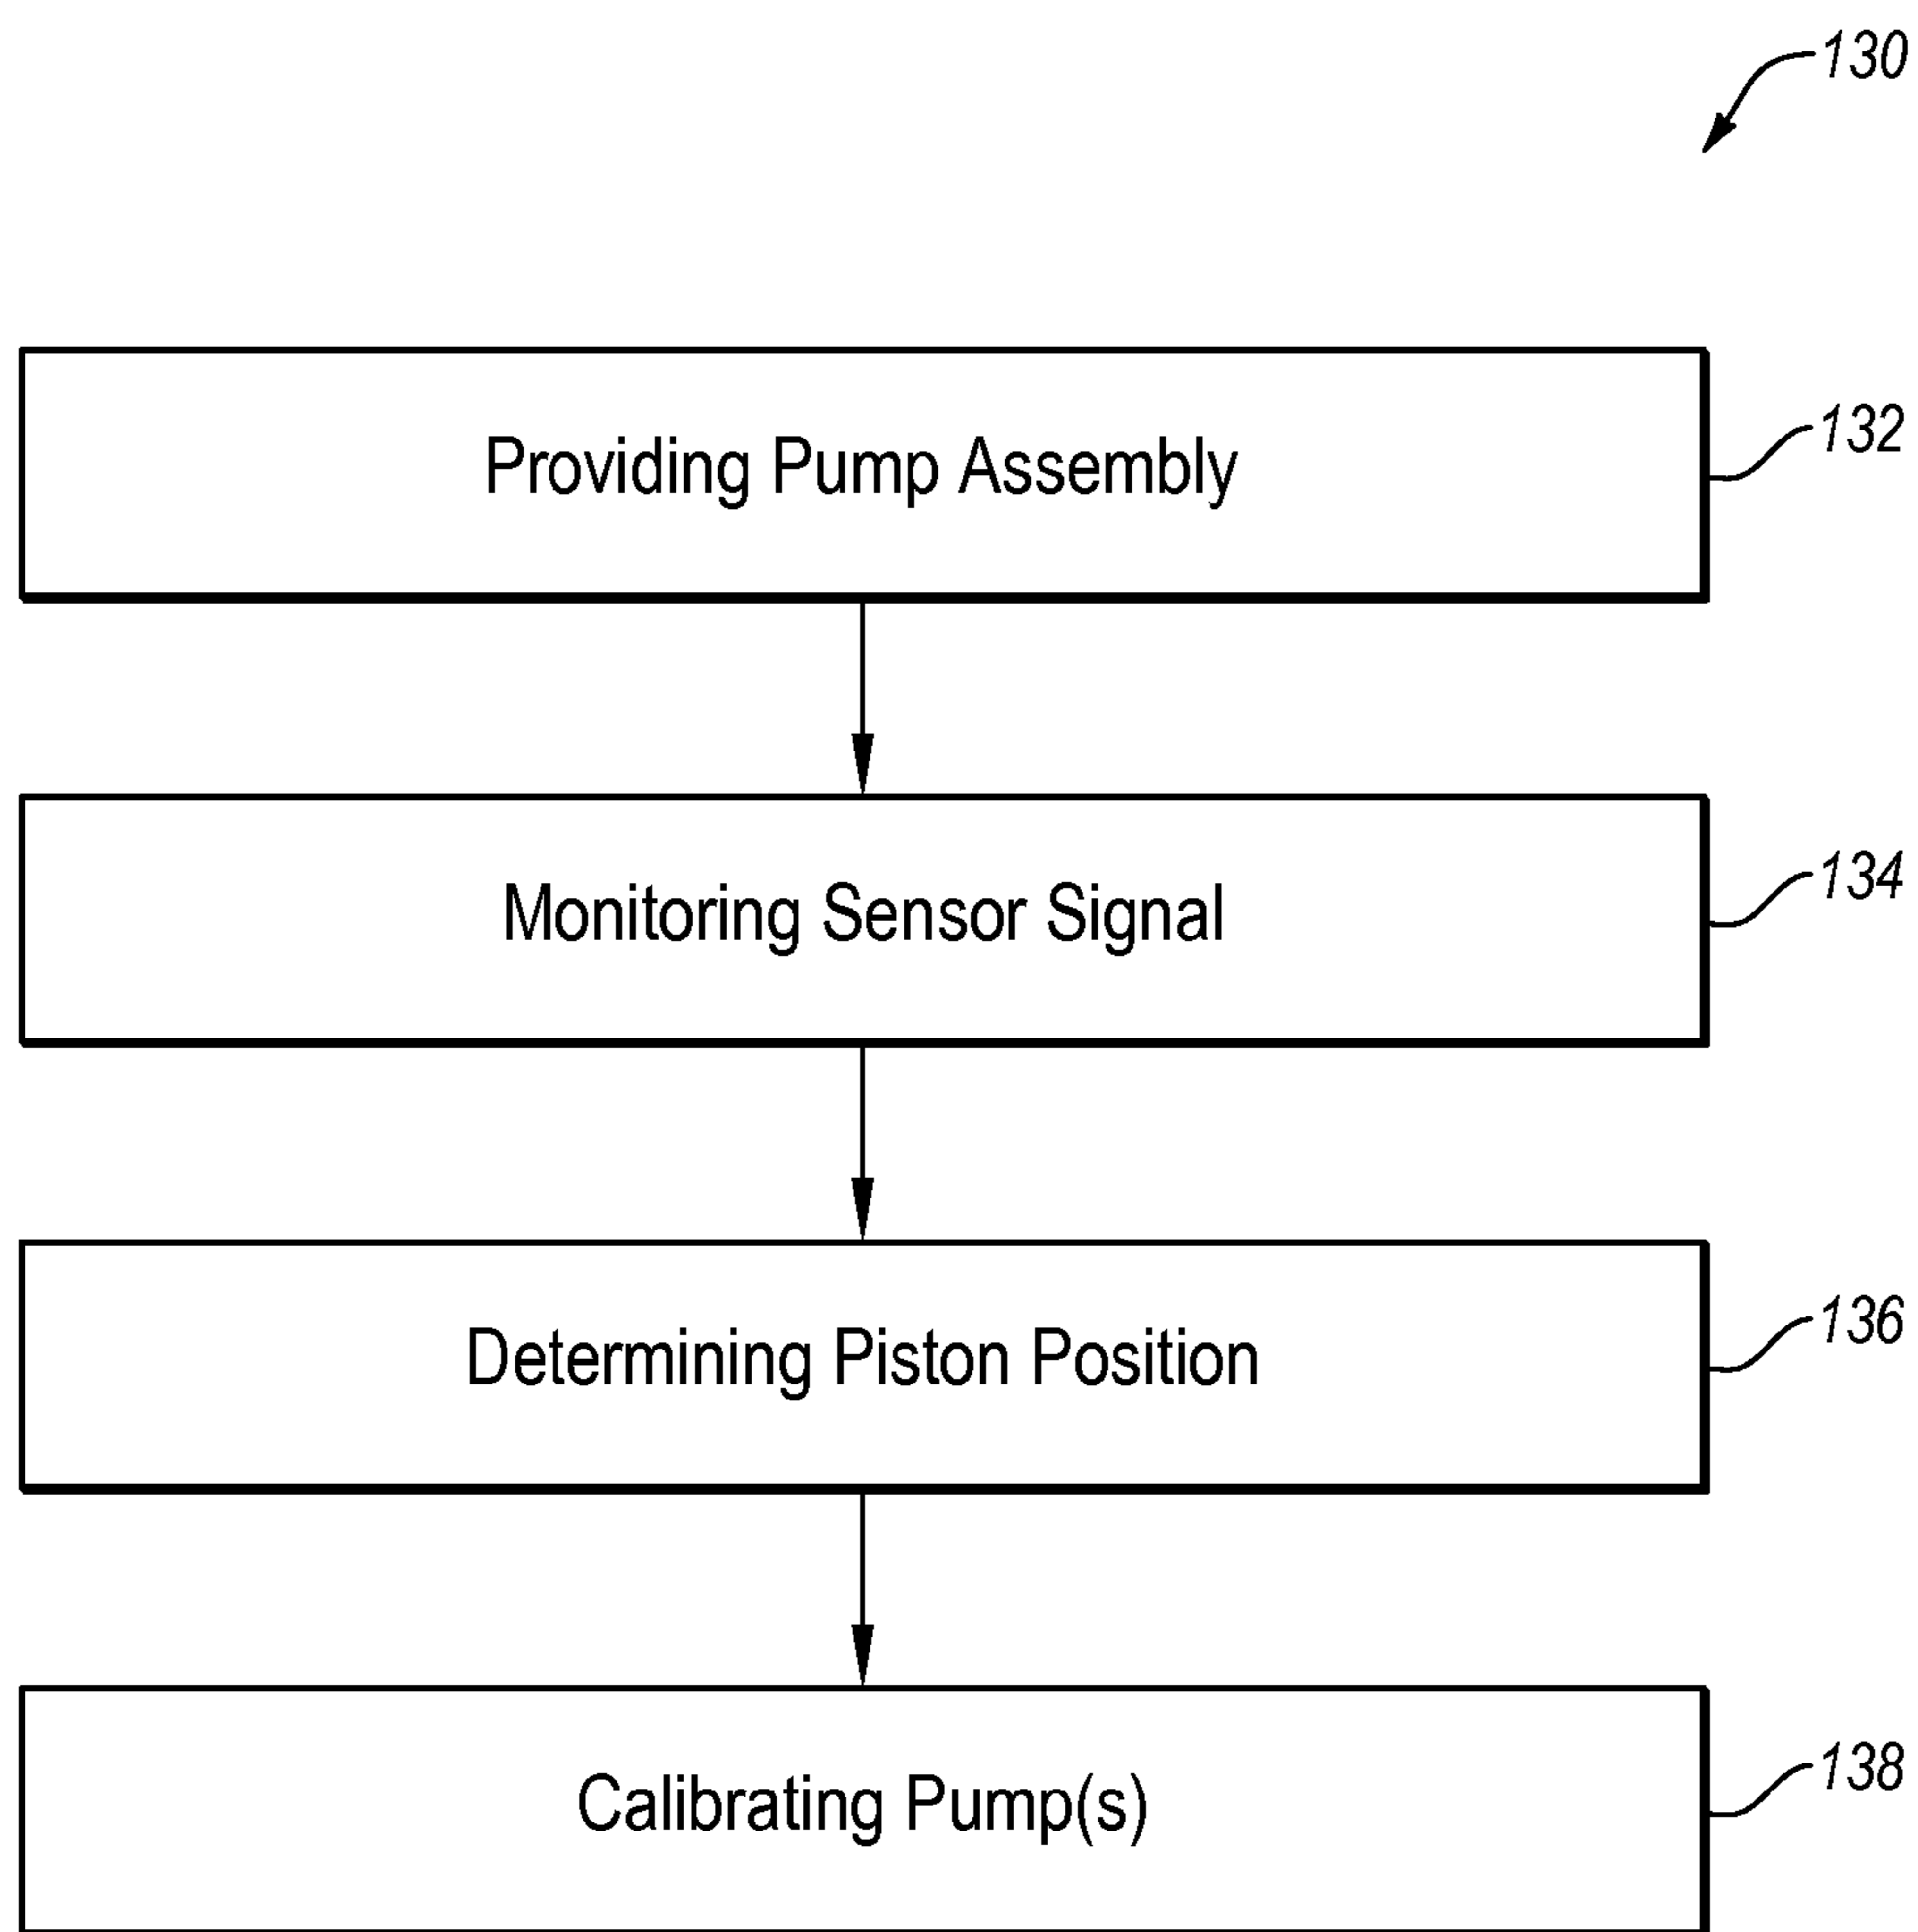 130
Providing Pump Assembly
132
Monitoring Sensor Signal
134
Determining Piston Position
136
Calibrating Pump(s)
138